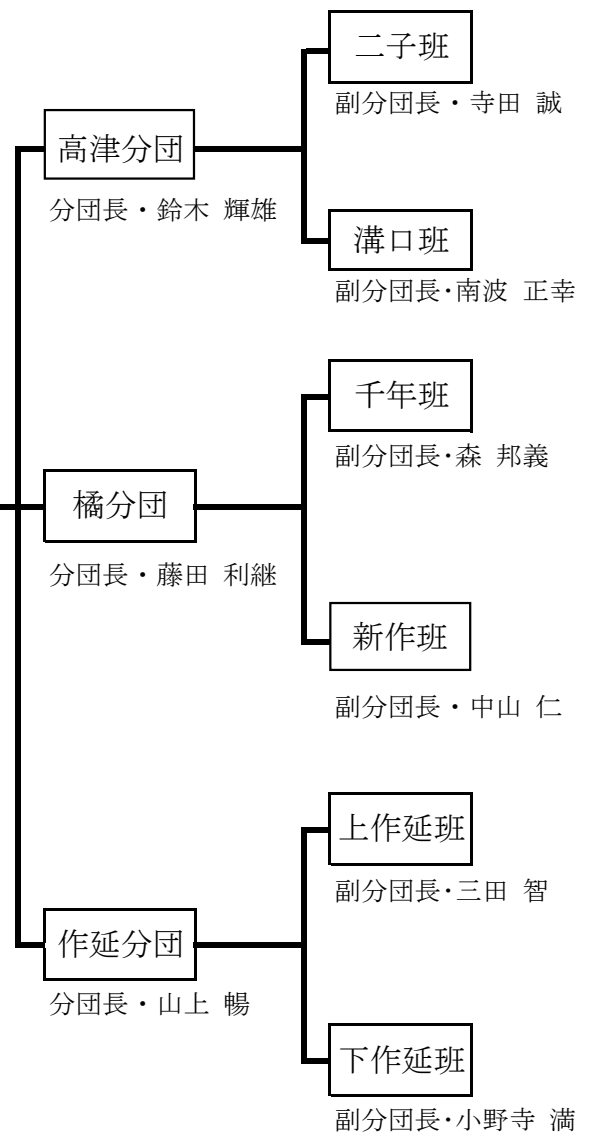 高津分団
分団長・鈴木 輝雄
二子班
副分団長・寺田 誠
溝口班
副分団長・南波 正幸
橘分団
分団長・藤田 利継
千年班
副分団長・森 邦義
新作班
副分団長・中山 仁
作延分団
分団長・山上 暢
上作延班
副分団長・三田 智
下作延班
副分団長・小野寺 満